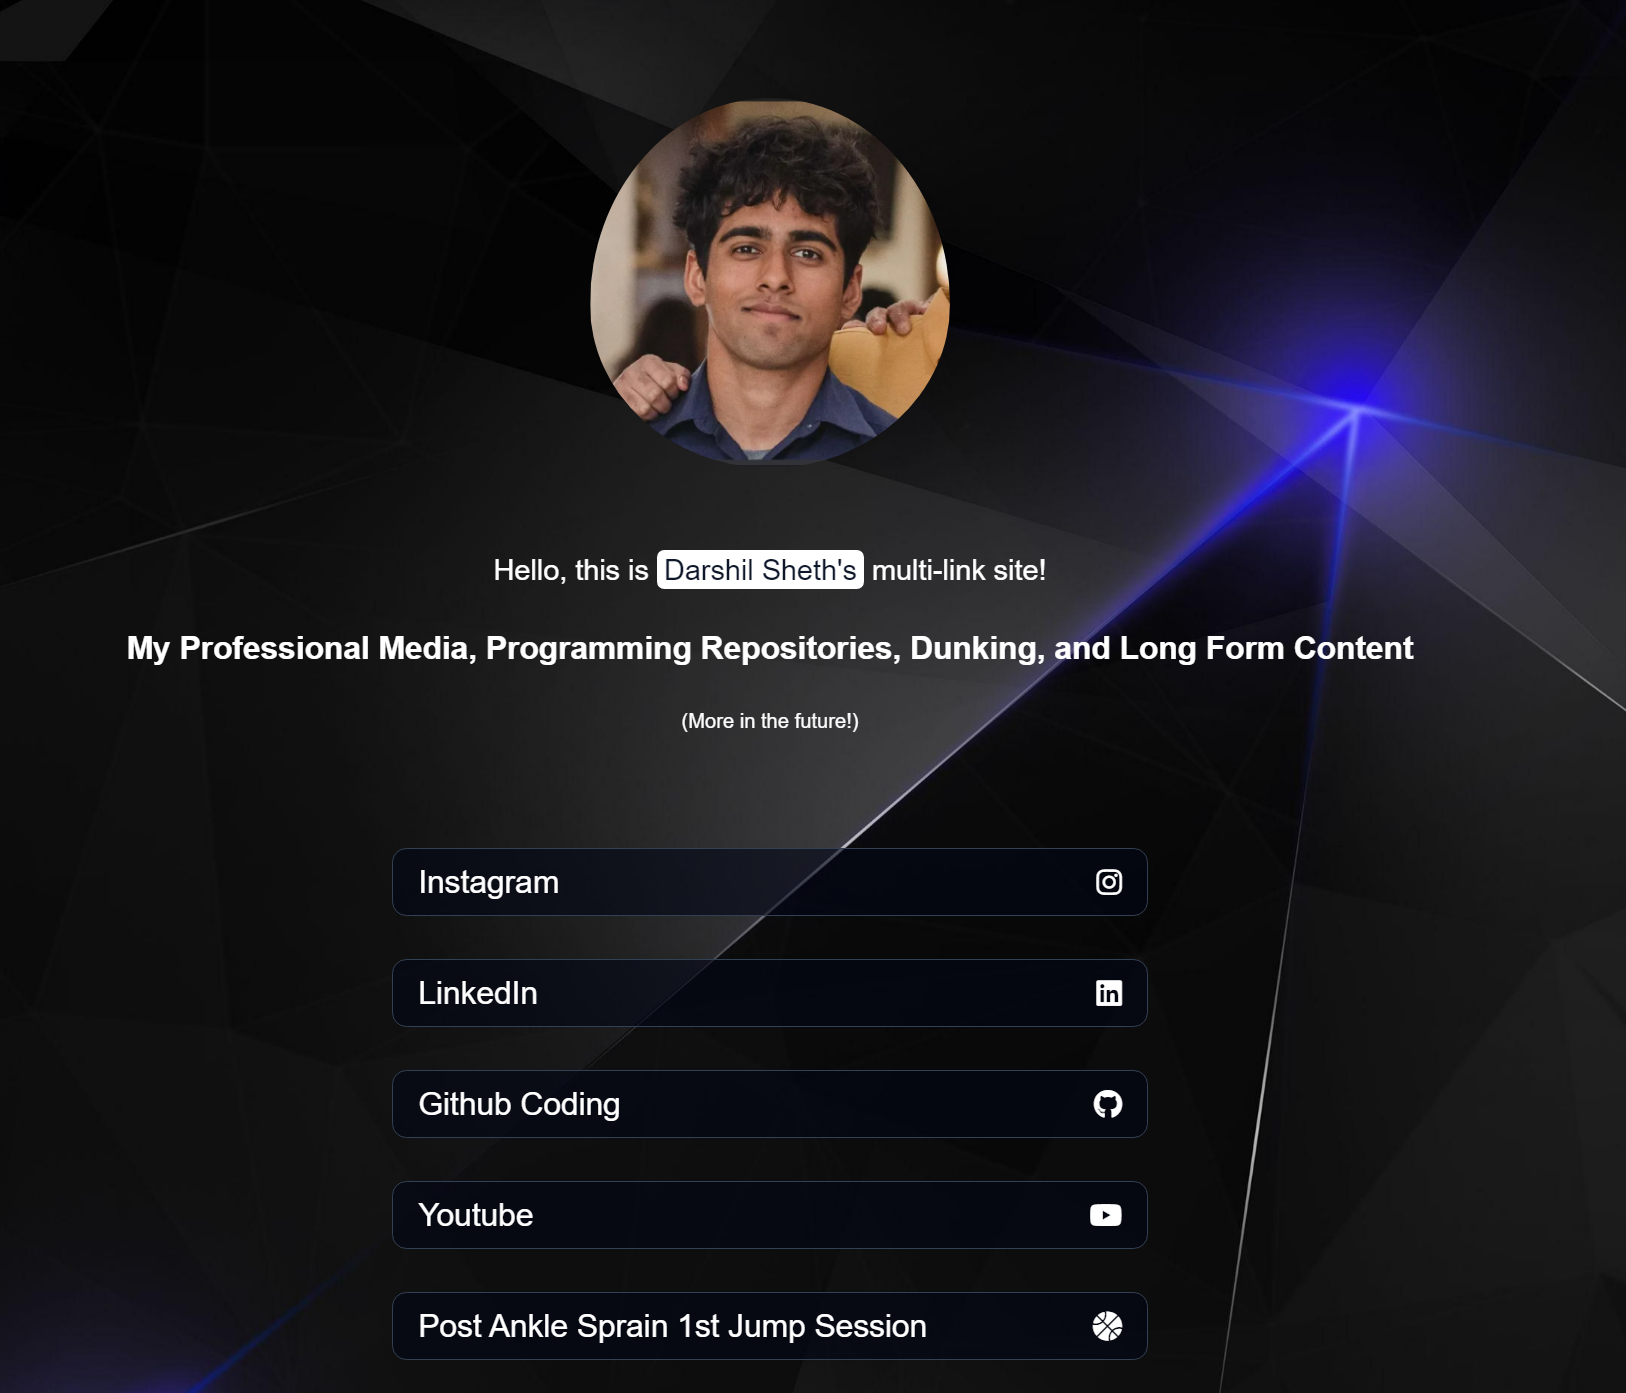 Hello, this is Darshil Sheth's multi-link site!
My Professional Media, Programming Repositories, Dunking, and Long Form Content
(More in the future!)
Instagram
LinkedIn
Github Coding
Youtube
Post Ankle Sprain 1st Jump Session